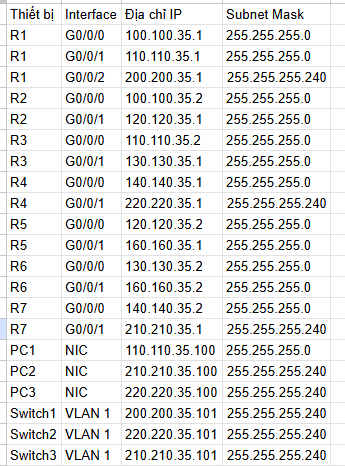 Thiết bị Interface Địa chỉ IP Subnet Mask
R1 G0/0/0 100.100.35.1 255.255.255.0
R1 G0/0/1 110.110.35.1 255.255.255.0
R1 G0/0/2 200.200.35.1 255.255.255.240
R2 G0/0/0 100.100.35.2 255.255.255.0
R2 G0/0/1 120.120.35.1 255.255.255.0
R3 G0/0/0 110.110.35.2 255.255.255.0
R3 G0/0/1 130.130.35.1 255.255.255.0
R4 G0/0/0 140.140.35.1 255.255.255.0
R4 G0/0/1 220.220.35.1 255.255.255.240
R5 G0/0/0 120.120.35.2 255.255.255.0
R5 G0/0/1 160.160.35.1 255.255.255.0
R6 G0/0/0 130.130.35.2 255.255.255.0
R6 G0/0/1 160.160.35.2 255.255.255.0
R7 G0/0/0 140.140.35.2 255.255.255.0
R7 G0/0/1 210.210.35.1 255.255.255.240
PC1 NIC 110.110.35.100 255.255.255.0
PC2 NIC 210.210.35.100 255.255.255.240
PC3 NIC 220.220.35.100 255.255.255.240
Switch1 VLAN 1 200.200.35.101 255.255.255.240
Switch2 VLAN 1 220.220.35.101 255.255.255.240
Switch3 VLAN 1 210.210.35.101 255.255.255.240